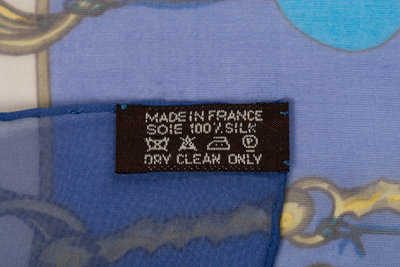 MADE IN FRANCE
SOIE 100% SILK
DRY CLEAN ONLY